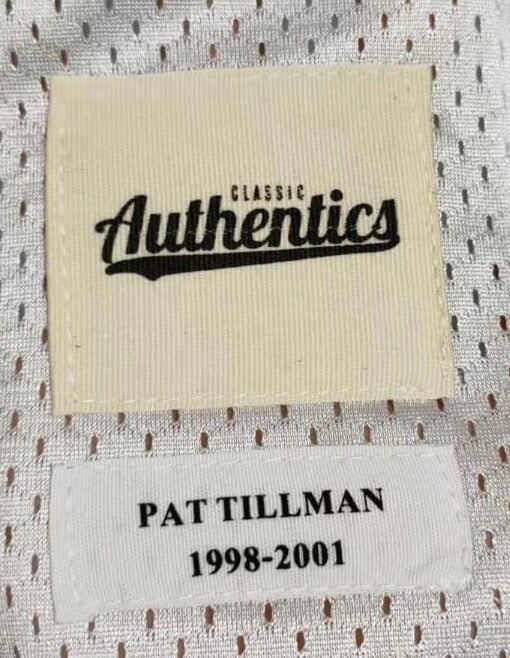 CLASSIC
Authentics
PAT TILLMAN
1998-2001